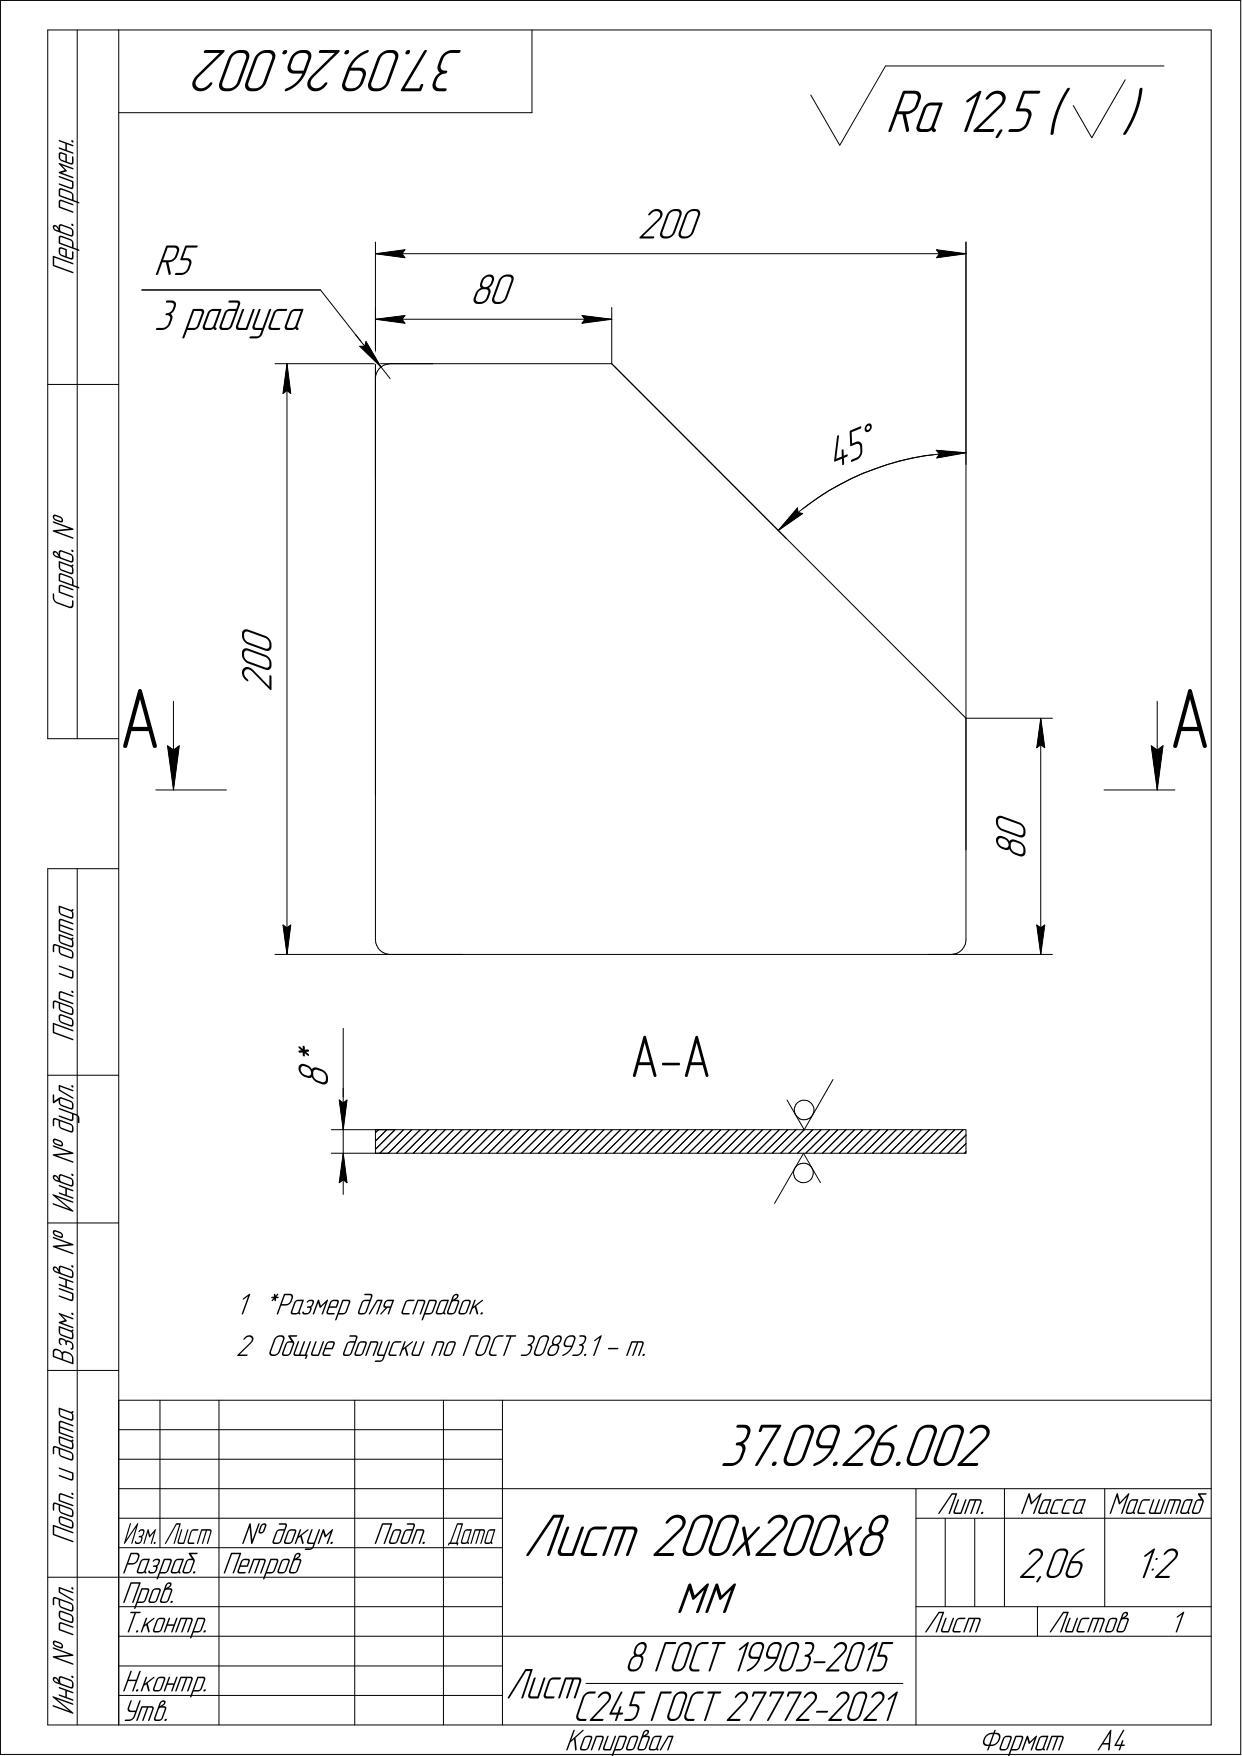 37.09.26.002
Ra 12,5 (√)
Перв. примен.
Справ. №
Подп. и дата
Инв. № дубл.
Взам. инв. №
Подп. и дата
Инв. № подл.
200
R5
3 радиуса
80
45°
200
А
А
80
А-А
8*
1 *Размер для справок.
2 Общие допуски по ГОСТ 30893.1 - m.
37.09.26.002
Лит. Масса Масштаб
Изм. Лист № докум. Подп. Дата
Лист 200х200х8
мм
2,06 1:2
Разраб. Петров
Пров.
Т.контр.
Лист Листов 1
Н.контр.
Утв.
8 ГОСТ 19903-2015
Лист
С245 ГОСТ 27772-2021
Копировал Формат А4